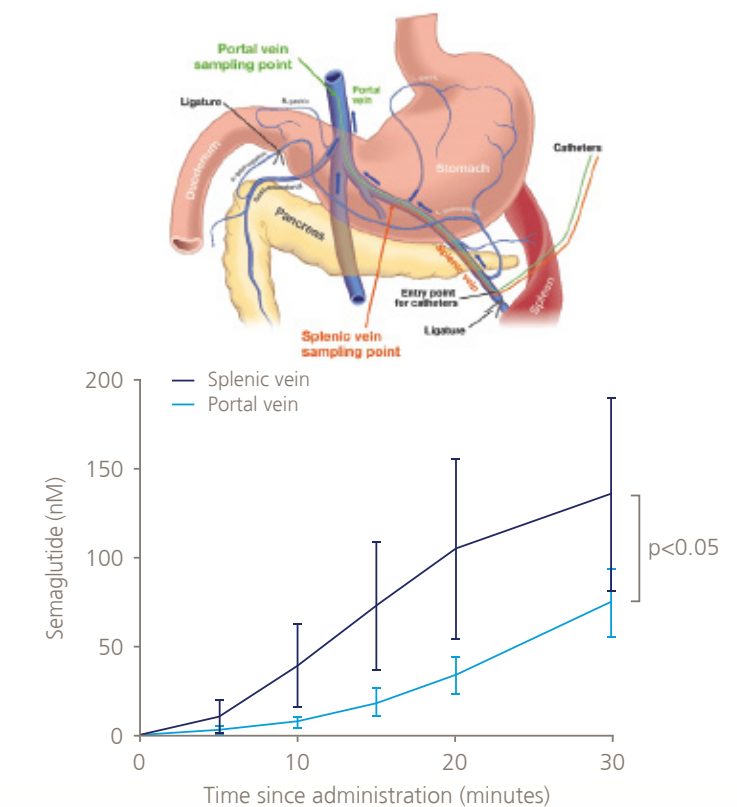 Portal vein
sampling point
Ligature
Portal
vein
Duodenum
Stomach
Catheters
Pancreas
Splenic vein
Entry point
for catheters
Spleen
Ligature
Splenic vein
sampling point
200
150
100
50
0
Semaglutide (nM)
Splenic vein
Portal vein
p<0.05
0
10
20
30
Time since administration (minutes)